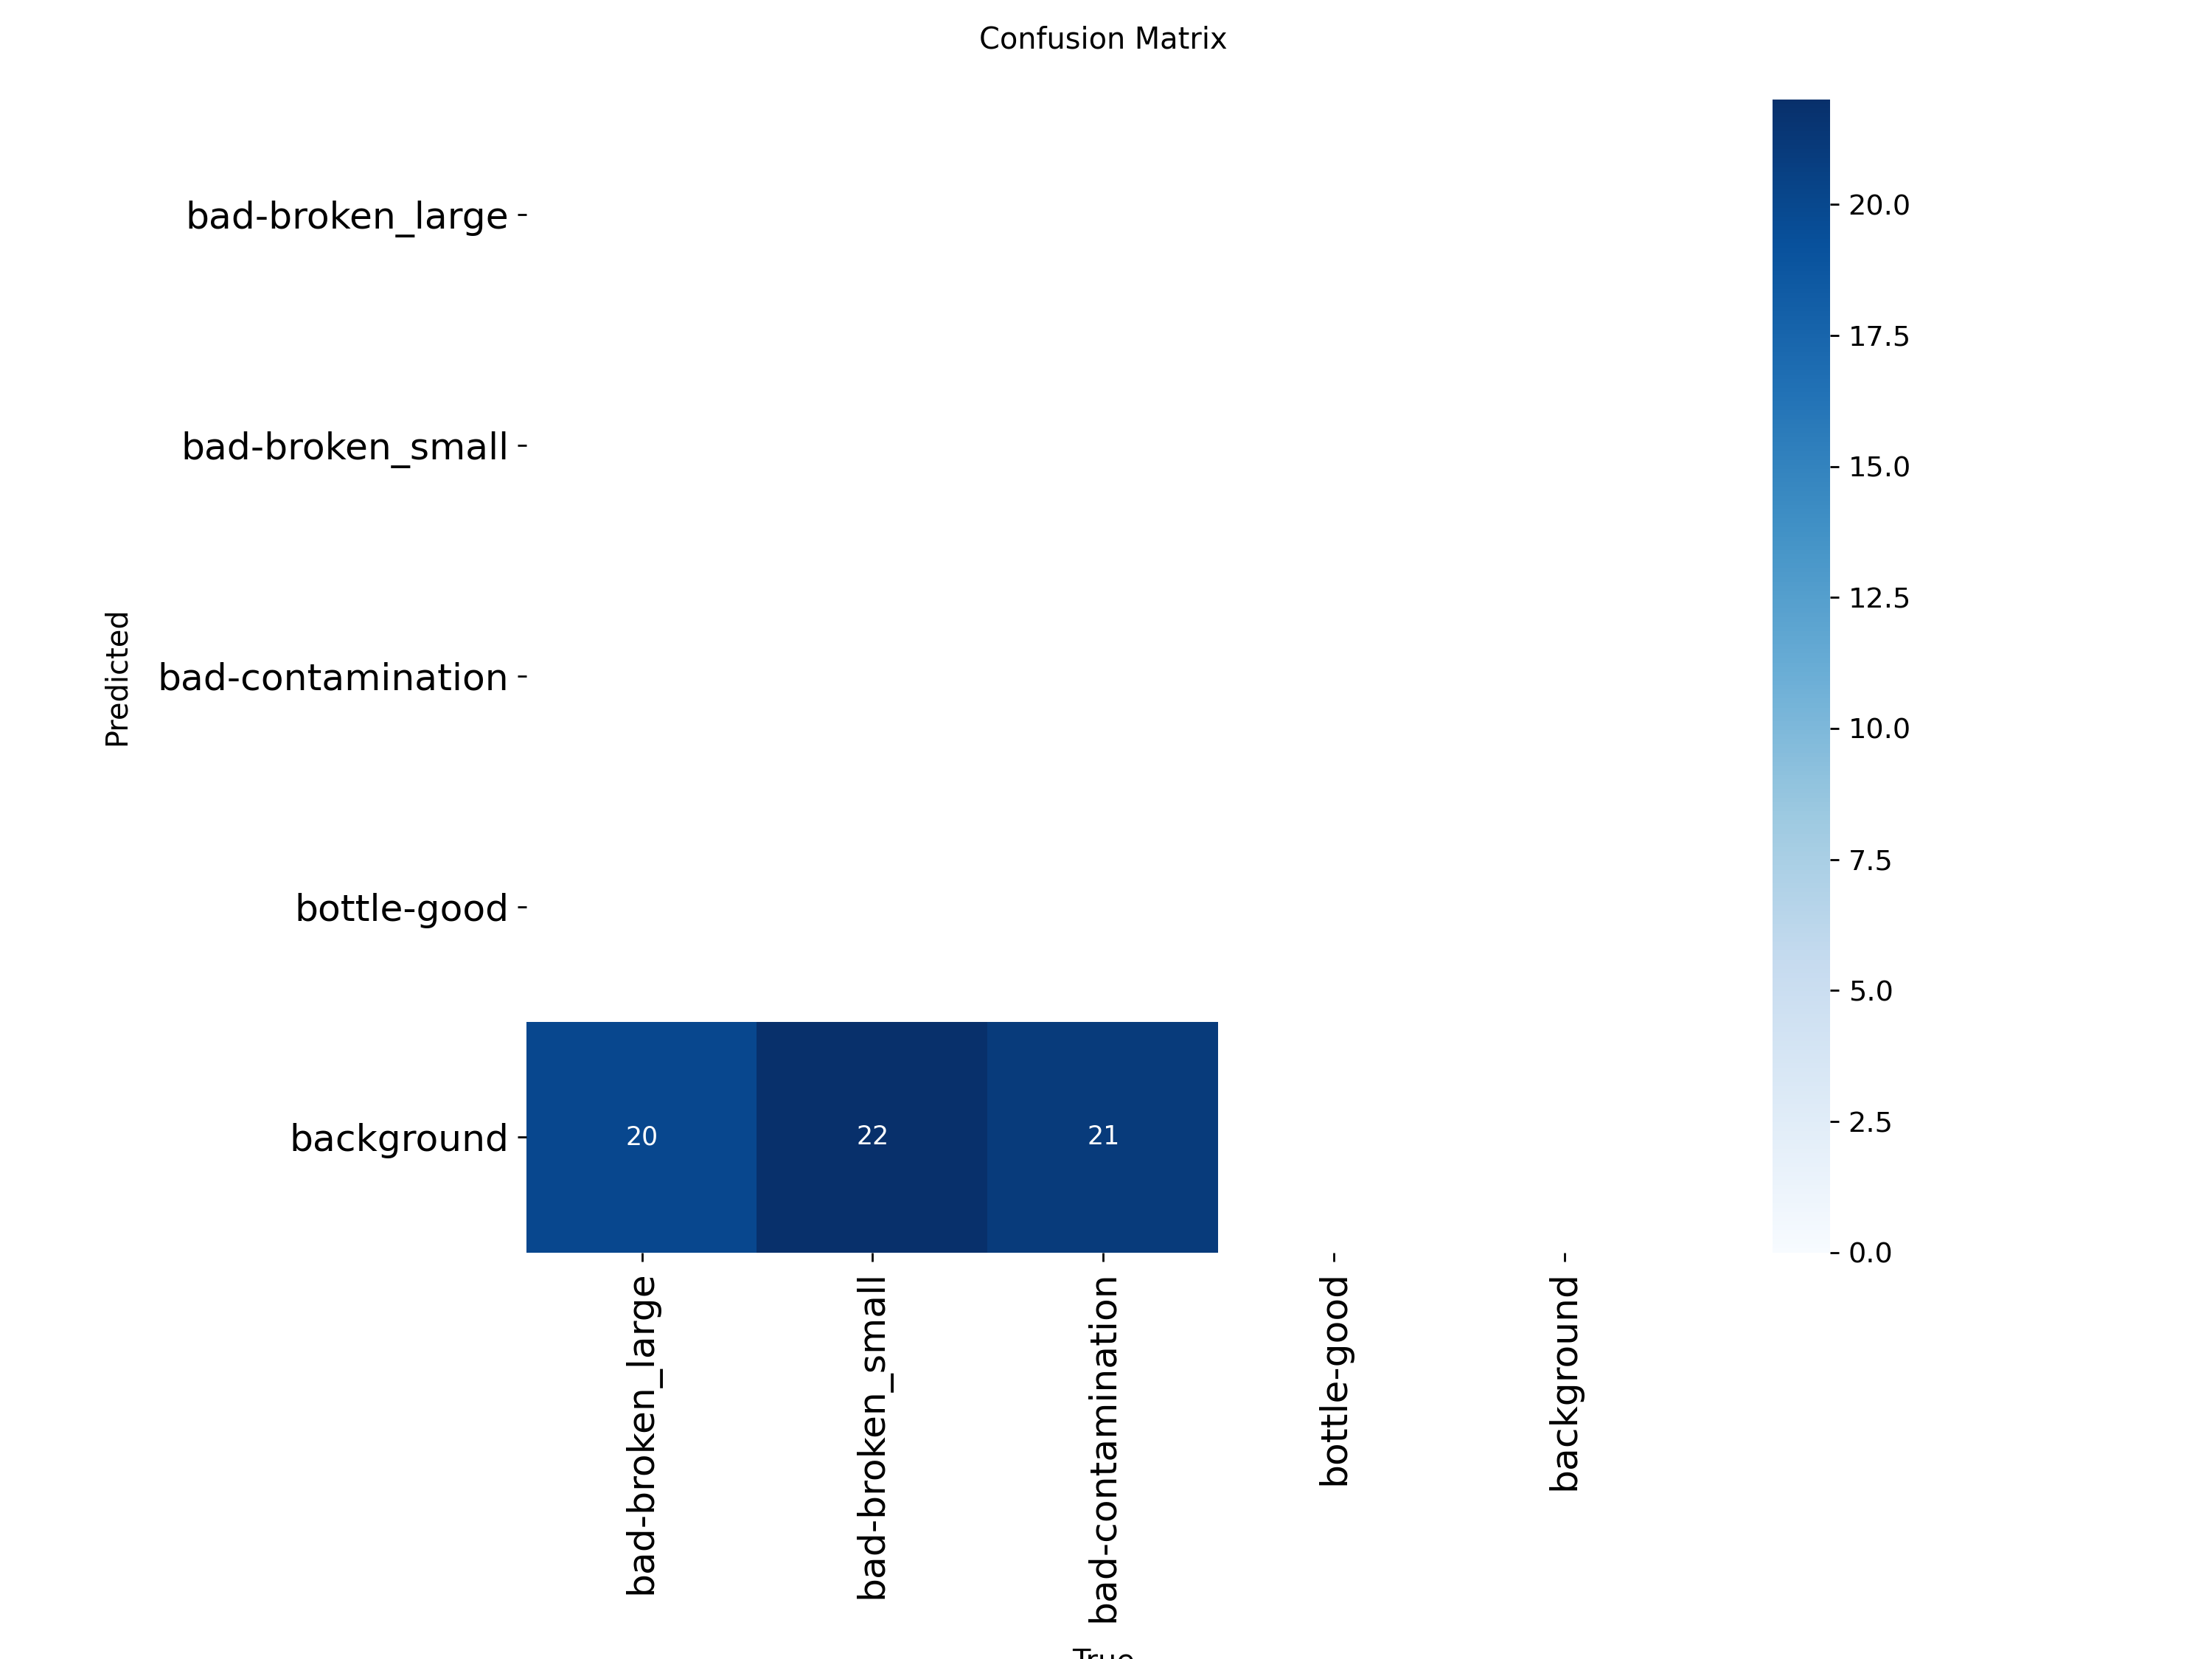 Confusion Matrix
Predicted
bad-broken_large
bad-broken_small
bad-contamination
bottle-good
background
20
22
21
bad-broken_large
bad-broken_small
bad-contamination
bottle-good
background
True
20.0
17.5
15.0
12.5
10.0
7.5
5.0
2.5
0.0